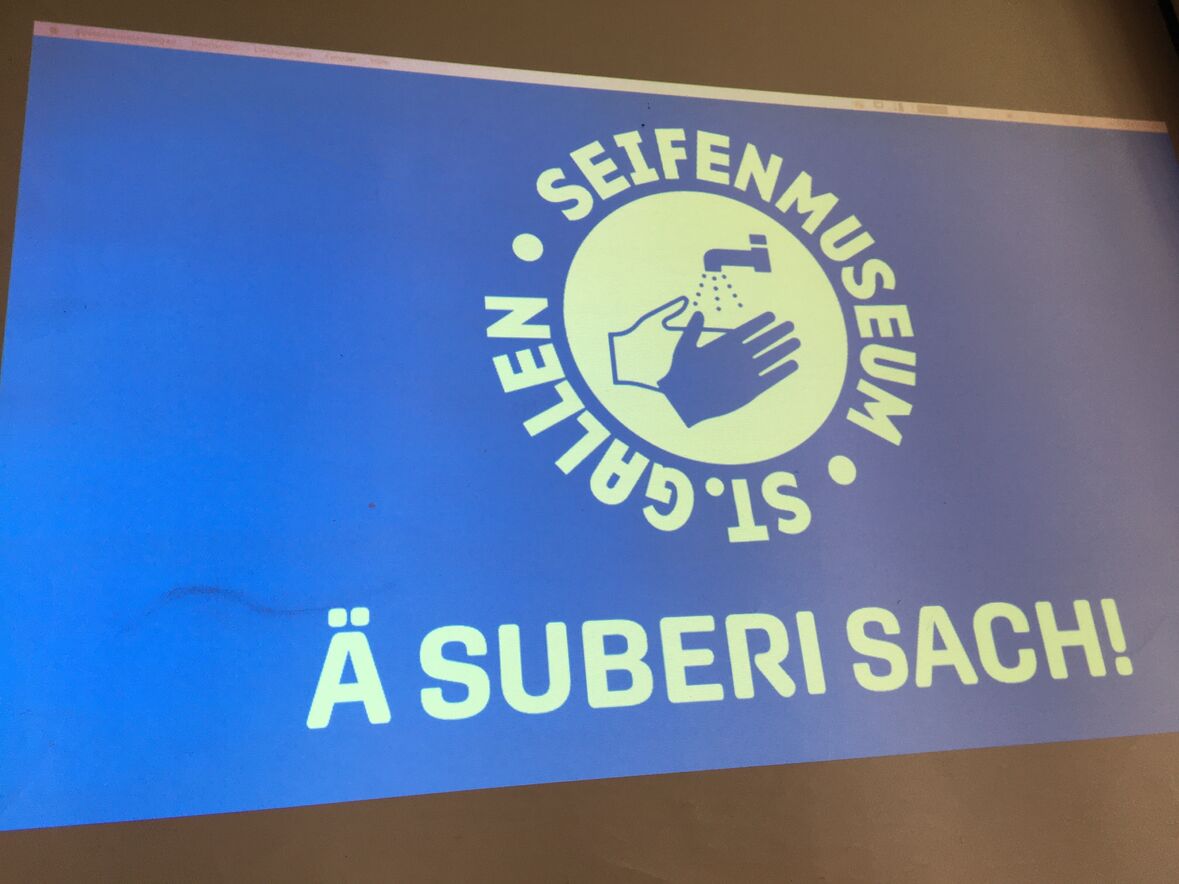 SEIFENMUSEUM
ST.GALLEN
Ä SUBERI SACH!